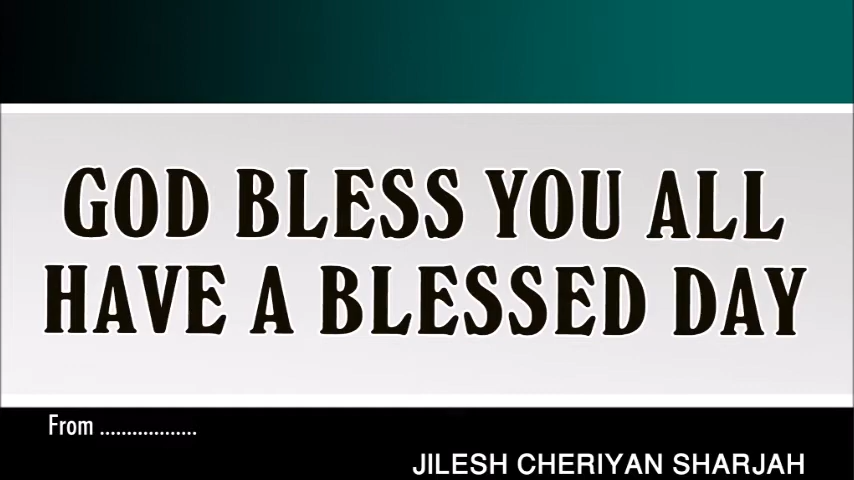 GOD BLESS YOU ALL
HAVE A BLESSED DAY
From ..................
JILESH CHERIYAN SHARJAH